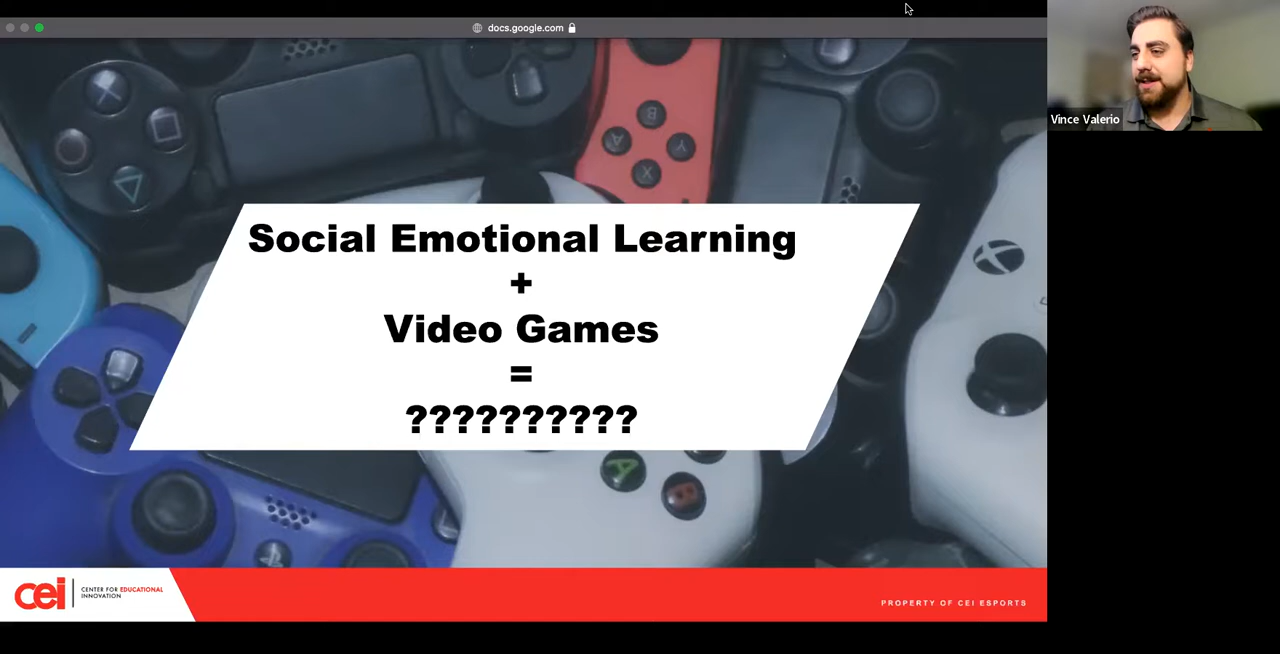 docs.google.com
Vince Valerio
Social Emotional Learning
+
Video Games
=
??????????
A
B
Y
X
A
B
cei
CENTER FOR EDUCATIONAL
INNOVATION
PROPERTY OF CEI ESPORTS